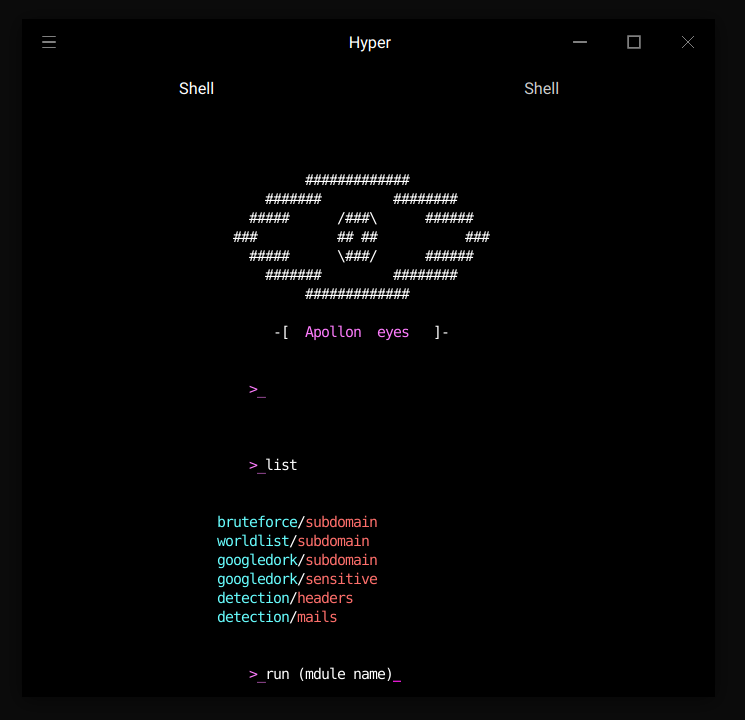 Hyper
Shell Shell
#############
####### ########
##### /###\ ######
### ## ## ###
##### \###/ ######
####### ########
#############
-[ Apollon eyes ]-
>_
>_list
bruteforce/subdomain
worldlist/subdomain
googledork/subdomain
googledork/sensitive
detection/headers
detection/mails
>_run (mdule name)_